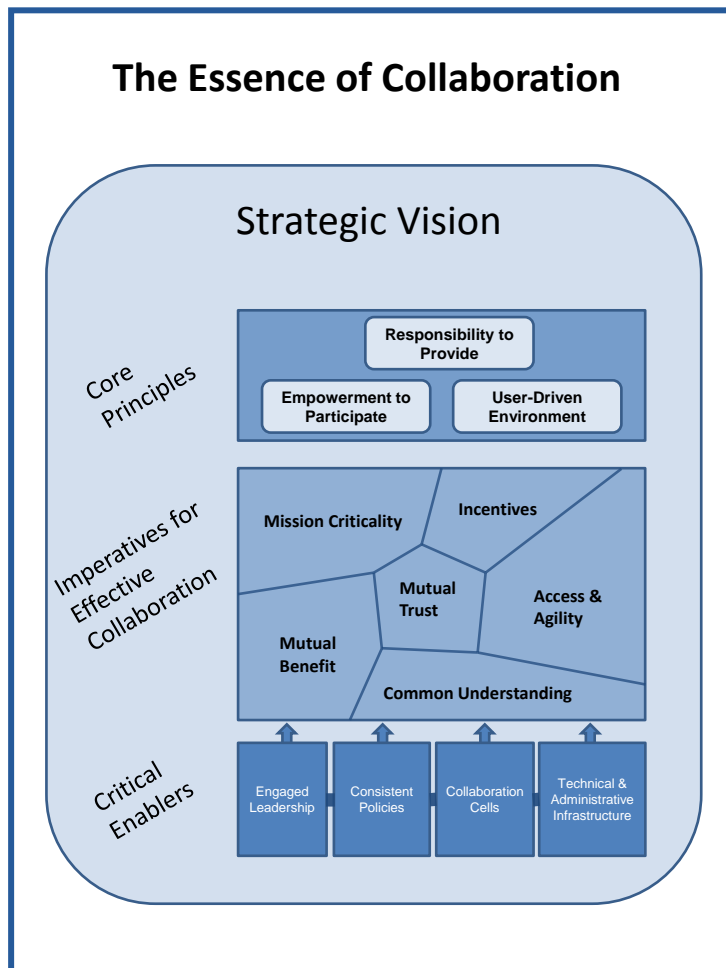 The Essence of Collaboration
Strategic Vision
Core
Principles
Responsibility to
Provide
Empowerment to
Participate
User-Driven
Environment
Imperatives for
Effective
Collaboration
Mission Criticality
Incentives
Mutual
Trust
Access &
Agility
Mutual
Benefit
Common Understanding
Critical
Enablers
Engaged
Leadership
Consistent
Policies
Collaboration
Cells
Technical &
Administrative
Infrastructure